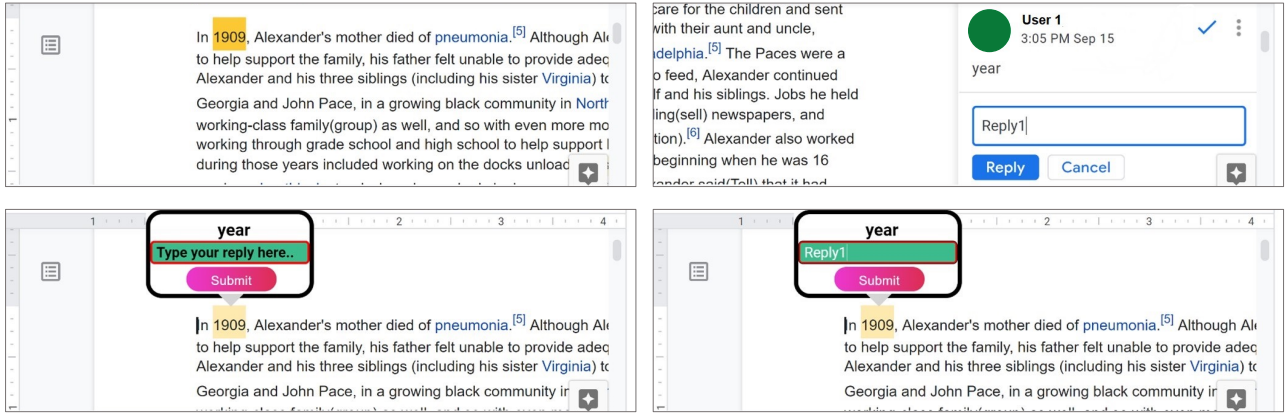 In 1909, Alexander's mother died of pneumonia.[5] Although Ale
to help support the family, his father felt unable to provide adeq
Alexander and his three siblings (including his sister Virginia) to
Georgia and John Pace, in a growing black community in North
working-class family(group) as well, and so with even more mo
working through grade school and high school to help support
during those years included working on the docks unload
1
care for the children and sent
with their aunt and uncle,
adelphia.[5] The Paces were a
o feed, Alexander continued
lf and his siblings. Jobs he held
ling(sell) newspapers, and
tion).[6] Alexander also worked
beginning when he was 16
xander said(Tell) that it had
User 1
3:05 PM Sep 15
year
Reply1
Reply
Cancel
1 2 3 4
year
Type your reply here..
Submit
In 1909, Alexander's mother died of pneumonia.[5] Although Ale
to help support the family, his father felt unable to provide adeq
Alexander and his three siblings (including his sister Virginia) to
Georgia and John Pace, in a growing black community in
1 2 3 4
year
Reply1
Submit
In 1909, Alexander's mother died of pneumonia.[5] Although Ale
to help support the family, his father felt unable to provide adeq
Alexander and his three siblings (including his sister Virginia) to
Georgia and John Pace, in a growing black community in